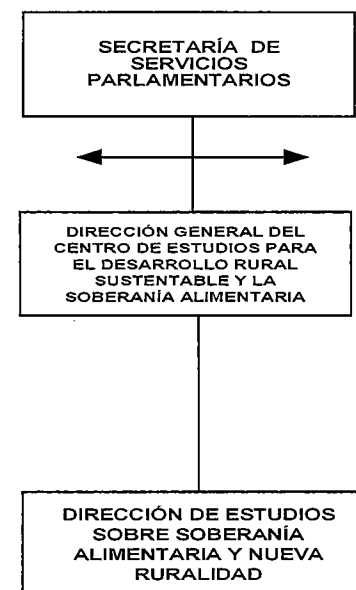 SECRETARÍA DE
SERVICIOS
PARLAMENTARIOS
DIRECCIÓN GENERAL DEL
CENTRO DE ESTUDIOS PARA
EL DESARROLLO RURAL
SUSTENTABLE Y LA
SOBERANÍA ALIMENTARIA
DIRECCIÓN DE ESTUDIOS
SOBRE SOBERANÍA
ALIMENTARIA Y NUEVA
RURALIDAD